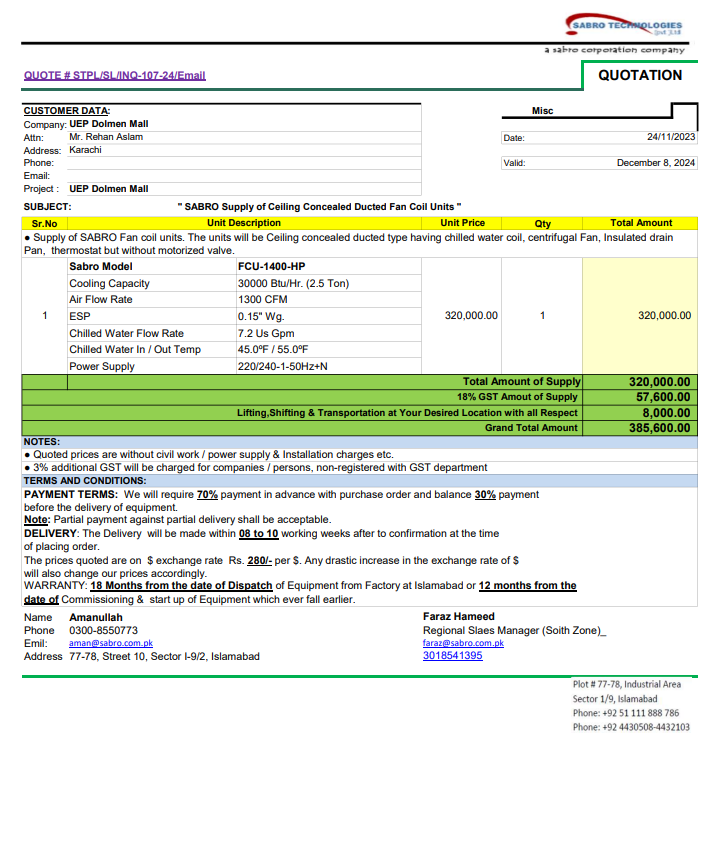 SABRO TECHNOLOGIES
(pvt.)Ltd
a sabro corporation company
QUOTE # STPL/SL/INQ-107-24/Email
QUOTATION
CUSTOMER DATA:
Company: UEP Dolmen Mall
Attn: Mr. Rehan Aslam
Address: Karachi
Phone:
Email:
Project : UEP Dolmen Mall
Misc
Date: 24/11/2023
Valid: December 8, 2024
SUBJECT: " SABRO Supply of Ceiling Concealed Ducted Fan Coil Units "
Sr.No Unit Description Unit Price Qty Total Amount
● Supply of SABRO Fan coil units. The units will be Ceiling concealed ducted type having chilled water coil, centrifugal Fan, Insulated drain
Pan, thermostat but without motorized valve.
Sabro Model FCU-1400-HP
Cooling Capacity 30000 Btu/Hr. (2.5 Ton)
Air Flow Rate 1300 CFM
1 ESP 0.15" Wg. 320,000.00 1 320,000.00
Chilled Water Flow Rate 7.2 Us Gpm
Chilled Water In / Out Temp 45.0ºF / 55.0ºF
Power Supply 220/240-1-50Hz+N
Total Amount of Supply 320,000.00
18% GST Amout of Supply 57,600.00
Lifting,Shifting & Transportation at Your Desired Location with all Respect 8,000.00
Grand Total Amount 385,600.00
NOTES:
● Quoted prices are without civil work / power supply & Installation charges etc.
● 3% additional GST will be charged for companies / persons, non-registered with GST department
TERMS AND CONDITIONS:
PAYMENT TERMS: We will require 70% payment in advance with purchase order and balance 30% payment
before the delivery of equipment.
Note: Partial payment against partial delivery shall be acceptable.
DELIVERY: The Delivery will be made within 08 to 10 working weeks after to confirmation at the time
of placing order.
The prices quoted are on $ exchange rate Rs. 280/- per $. Any drastic increase in the exchange rate of $
will also change our prices accordingly.
WARRANTY: 18 Months from the date of Dispatch of Equipment from Factory at Islamabad or 12 months from the
date of Commissioning & start up of Equipment which ever fall earlier.
Name Amanullah
Phone 0300-8550773
Emil: aman@sabro.com.pk
Address 77-78, Street 10, Sector I-9/2, Islamabad
Faraz Hameed
Regional Slaes Manager (Soith Zone)_
faraz@sabro.com.pk
3018541395
Plot # 77-78, Industrial Area
Sector 1/9, Islamabad
Phone: +92 51 111 888 786
Phone: +92 4430508-4432103